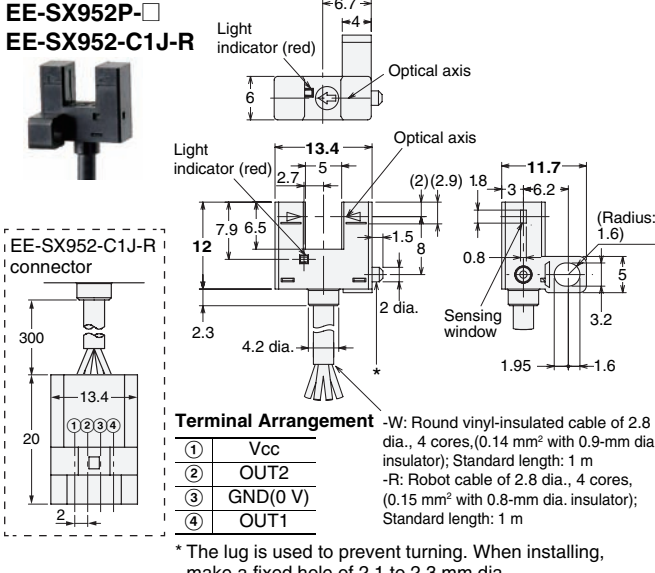 EE-SX952P-□
EE-SX952-C1J-R
Light
indicator (red)
6.7
4
Optical axis
6
Light
indicator (red)
13.4
5
2.7
Optical axis
(2) (2.9)
7.9
6.5
12
1.5
8
2.3
2 dia.
4.2 dia.
*
11.7
1.8
3
6.2
(Radius:
1.6)
0.8
5
Sensing
window
3.2
1.95
1.6
EE-SX952-C1J-R
connector
300
13.4
① ② ③ ④
20
2
Terminal Arrangement
① Vcc
② OUT2
③ GND(0 V)
④ OUT1
-W: Round vinyl-insulated cable of 2.8
dia., 4 cores,(0.14 mm² with 0.9-mm dia
insulator); Standard length: 1 m
-R: Robot cable of 2.8 dia., 4 cores,
(0.15 mm² with 0.8-mm dia. insulator);
Standard length: 1 m
* The lug is used to prevent turning. When installing,
make a fixed hole of 2.1 to 2.3 mm dia